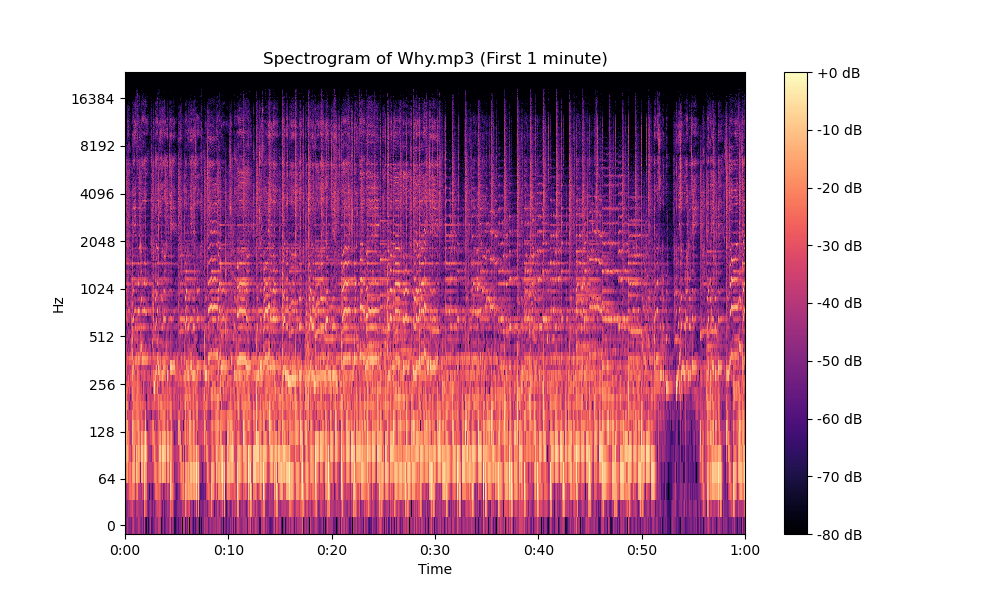 Spectrogram of Why.mp3 (First 1 minute)
+0 dB
16384
-10 dB
8192
-20 dB
4096
-30 dB
2048
-40 dB
1024
Hz
512
-50 dB
256
-60 dB
128
-70 dB
64
0
-80 dB
0:00 0:10 0:20 0:30 0:40 0:50 1:00
Time